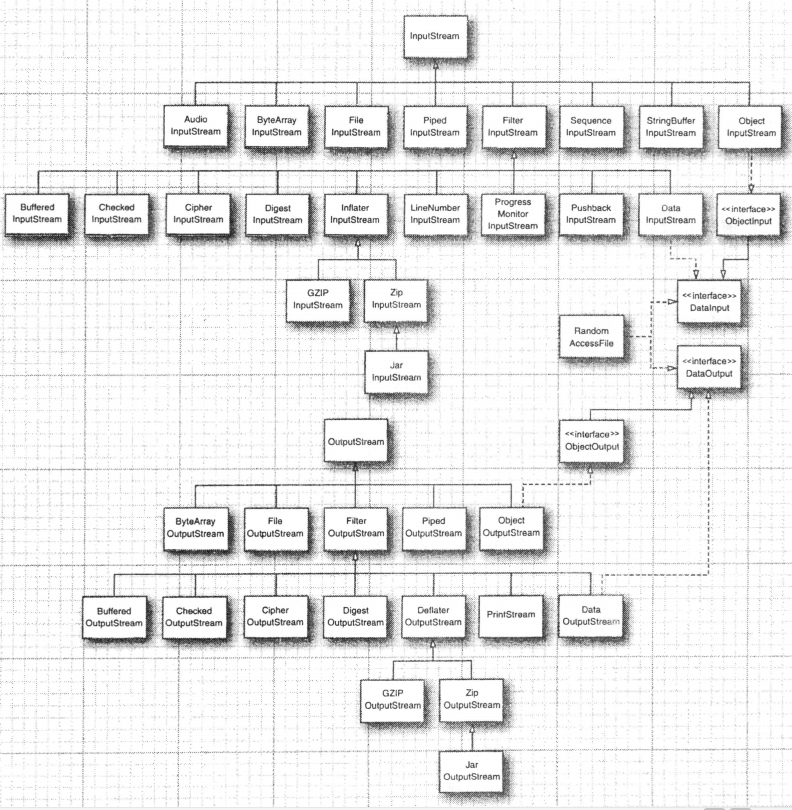 InputStream
Audio
InputStream
ByteArray
InputStream
File
InputStream
Piped
InputStream
Filter
InputStream
Sequence
InputStream
StringBuffer
InputStream
Object
InputStream
Buffered
InputStream
Checked
InputStream
Cipher
InputStream
Digest
InputStream
Inflater
InputStream
LineNumber
InputStream
Progress
Monitor
InputStream
Pushback
InputStream
Data
InputStream
<<interface>>
ObjectInput
GZIP
InputStream
Zip
InputStream
<<interface>>
DataInput
Random
AccessFile
<<interface>>
DataOutput
Jar
InputStream
OutputStream
<<interface>>
ObjectOutput
ByteArray
OutputStream
File
OutputStream
Filter
OutputStream
Piped
OutputStream
Object
OutputStream
Buffered
OutputStream
Checked
OutputStream
Cipher
OutputStream
Digest
OutputStream
Deflater
OutputStream
PrintStream
Data
OutputStream
GZIP
OutputStream
Zip
OutputStream
Jar
OutputStream